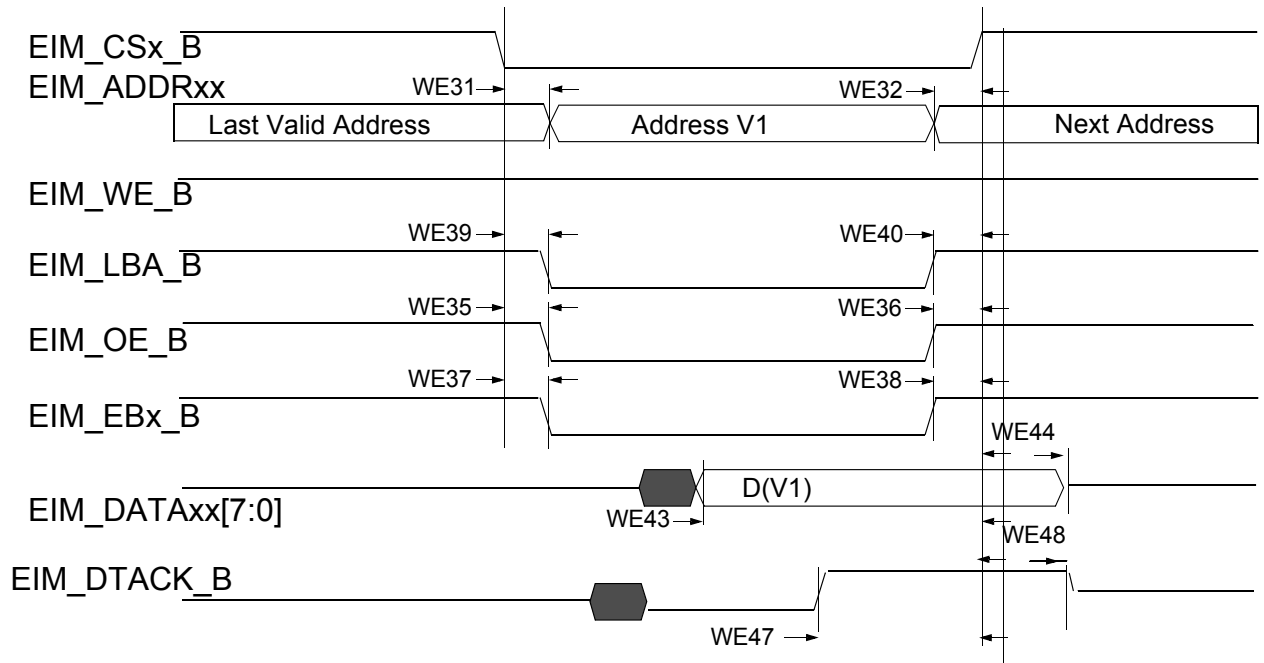 EIM_CSx_B
EIM_ADDRxx
WE31
WE32
Last Valid Address
Address V1
Next Address
EIM_WE_B
WE39
WE40
EIM_LBA_B
WE35
WE36
EIM_OE_B
WE37
WE38
EIM_EBx_B
WE44
D(V1)
EIM_DATAxx[7:0]
WE43
WE48
EIM_DTACK_B
WE47